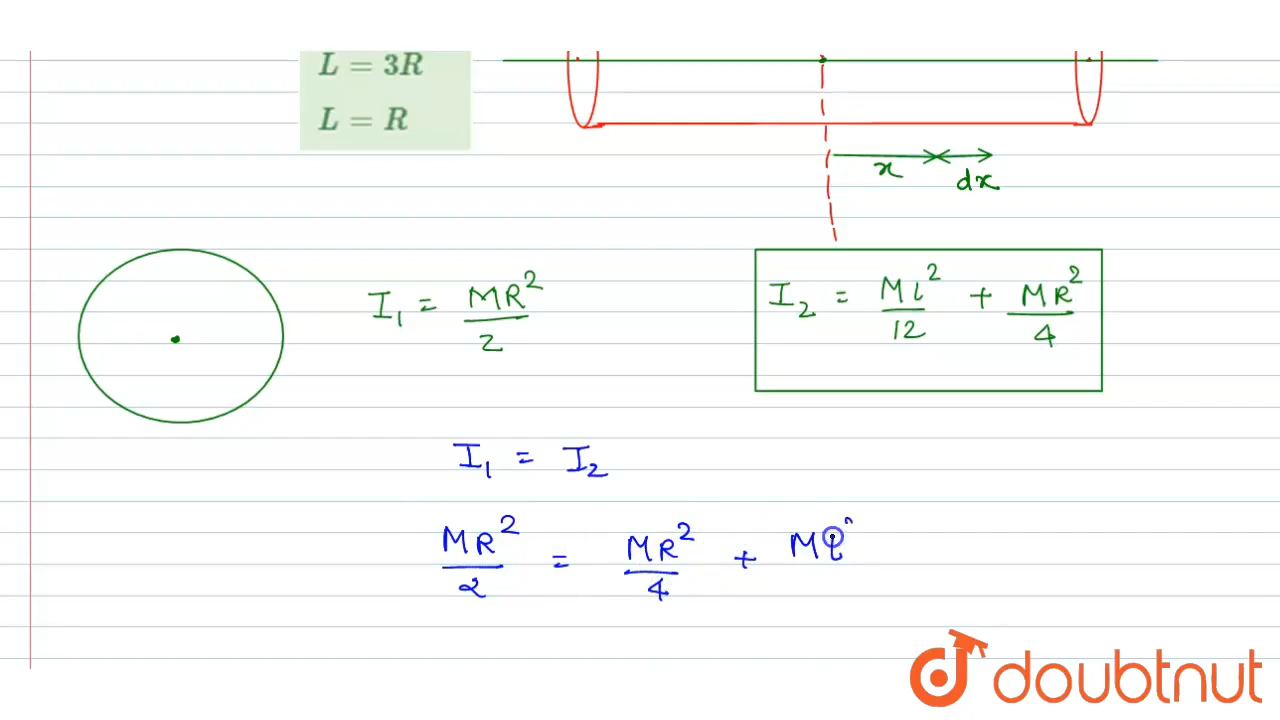 L = 3R
L = R
x
dx
I₁ = MR²/2
I₂ = Ml²/12 + MR²/4
I₁ = I₂
MR²/2 = MR²/4 + Ml²
doubtnut